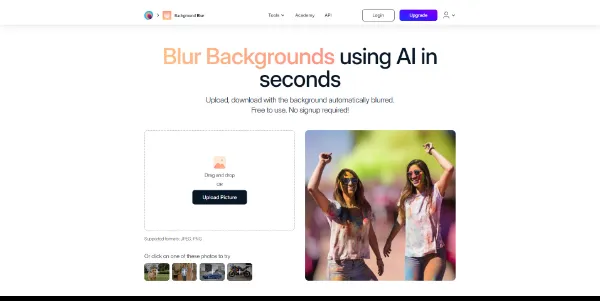 Background Blur
Tools
Academy
API
Login
Upgrade
Blur Backgrounds using AI in
seconds
Upload, download with the background automatically blurred.
Free to use. No signup required!
Drag and drop
OR
Upload Picture
Supported formats: JPEG, PNG
Or click on one of these photos to try